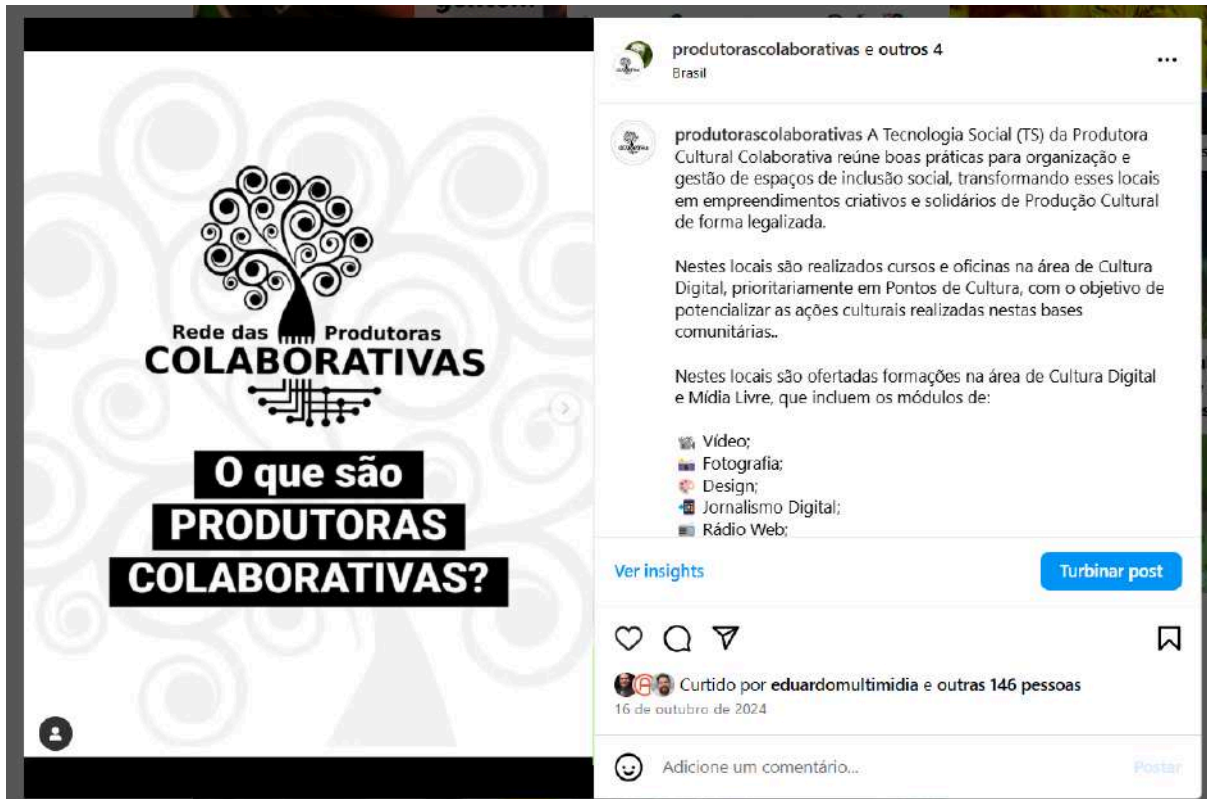 Rede das Produtoras
COLABORATIVAS
O que são
PRODUTORAS
COLABORATIVAS?
produtorascolaborativas e outros 4
Brasil
produtorascolaborativas A Tecnologia Social (TS) da Produtora
Cultural Colaborativa reúne boas práticas para organização e
gestão de espaços de inclusão social, transformando esses locais
em empreendimentos criativos e solidários de Produção Cultural
de forma legalizada.
Nestes locais são realizados cursos e oficinas na área de Cultura
Digital, prioritariamente em Pontos de Cultura, com o objetivo de
potencializar as ações culturais realizadas nestas bases
comunitárias..
Nestes locais são ofertadas formações na área de Cultura Digital
e Mídia Livre, que incluem os módulos de:
Vídeo;
Fotografia;
Design;
Jornalismo Digital;
Rádio Web;
Ver insights
Turbinar post
Curtido por eduardomultimidia e outras 146 pessoas
16 de outubro de 2024
Adicione um comentário...
Postar